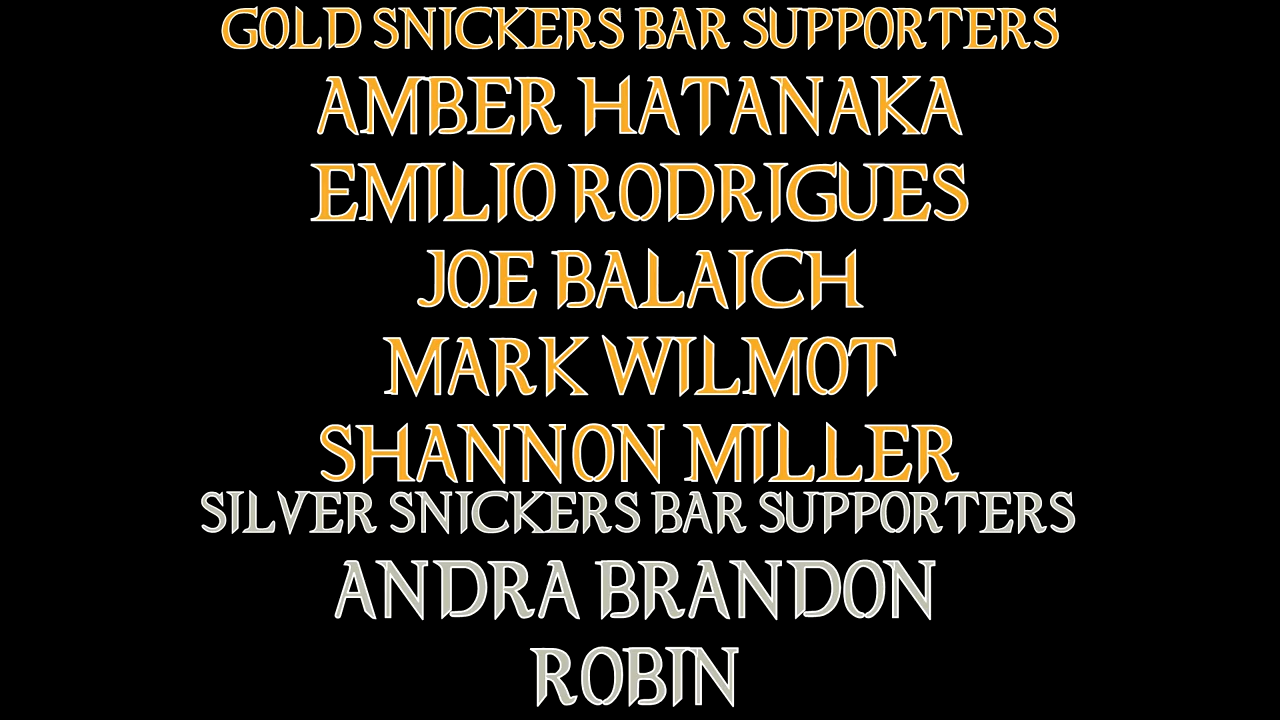 GOLD SNICKERS BAR SUPPORTERS
AMBER HATANAKA
EMILIO RODRIGUES
JOE BALAICH
MARK WILMOT
SHANNON MILLER
SILVER SNICKERS BAR SUPPORTERS
ANDRA BRANDON
ROBIN